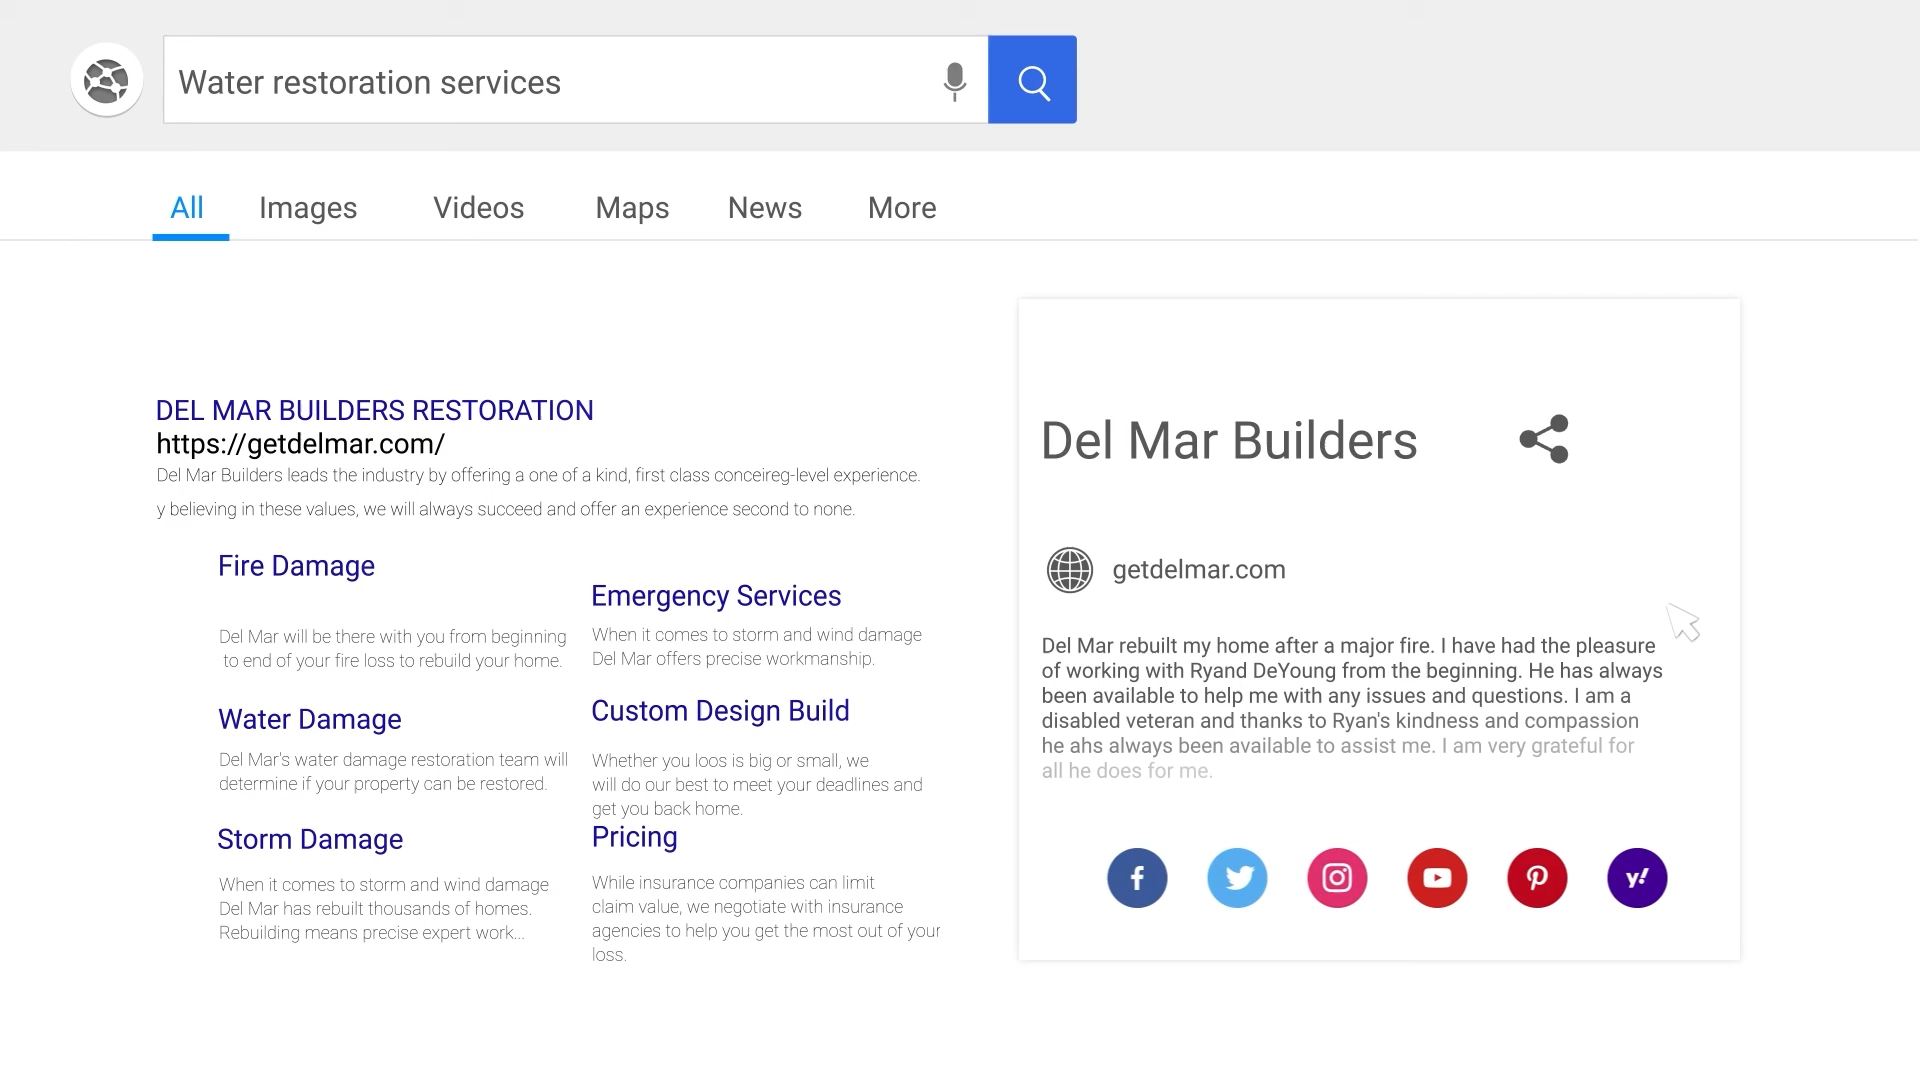 Water restoration services
All Images Videos Maps News More
DEL MAR BUILDERS RESTORATION
https://getdelmar.com/
Del Mar Builders leads the industry by offering a one of a kind, first class conceireg-level experience.
y believing in these values, we will always succeed and offer an experience second to none.
Fire Damage
Del Mar will be there with you from beginning
to end of your fire loss to rebuild your home.
Water Damage
Del Mar's water damage restoration team will
determine if your property can be restored.
Storm Damage
When it comes to storm and wind damage
Del Mar has rebuilt thousands of homes.
Rebuilding means precise expert work...
Emergency Services
When it comes to storm and wind damage
Del Mar offers precise workmanship.
Custom Design Build
Whether you loos is big or small, we
will do our best to meet your deadlines and
get you back home.
Pricing
While insurance companies can limit
claim value, we negotiate with insurance
agencies to help you get the most out of your
loss.
Del Mar Builders
getdelmar.com
Del Mar rebuilt my home after a major fire. I have had the pleasure
of working with Ryand DeYoung from the beginning. He has always
been available to help me with any issues and questions. I am a
disabled veteran and thanks to Ryan's kindness and compassion
he ahs always been available to assist me. I am very grateful for
all he does for me.
f
y!